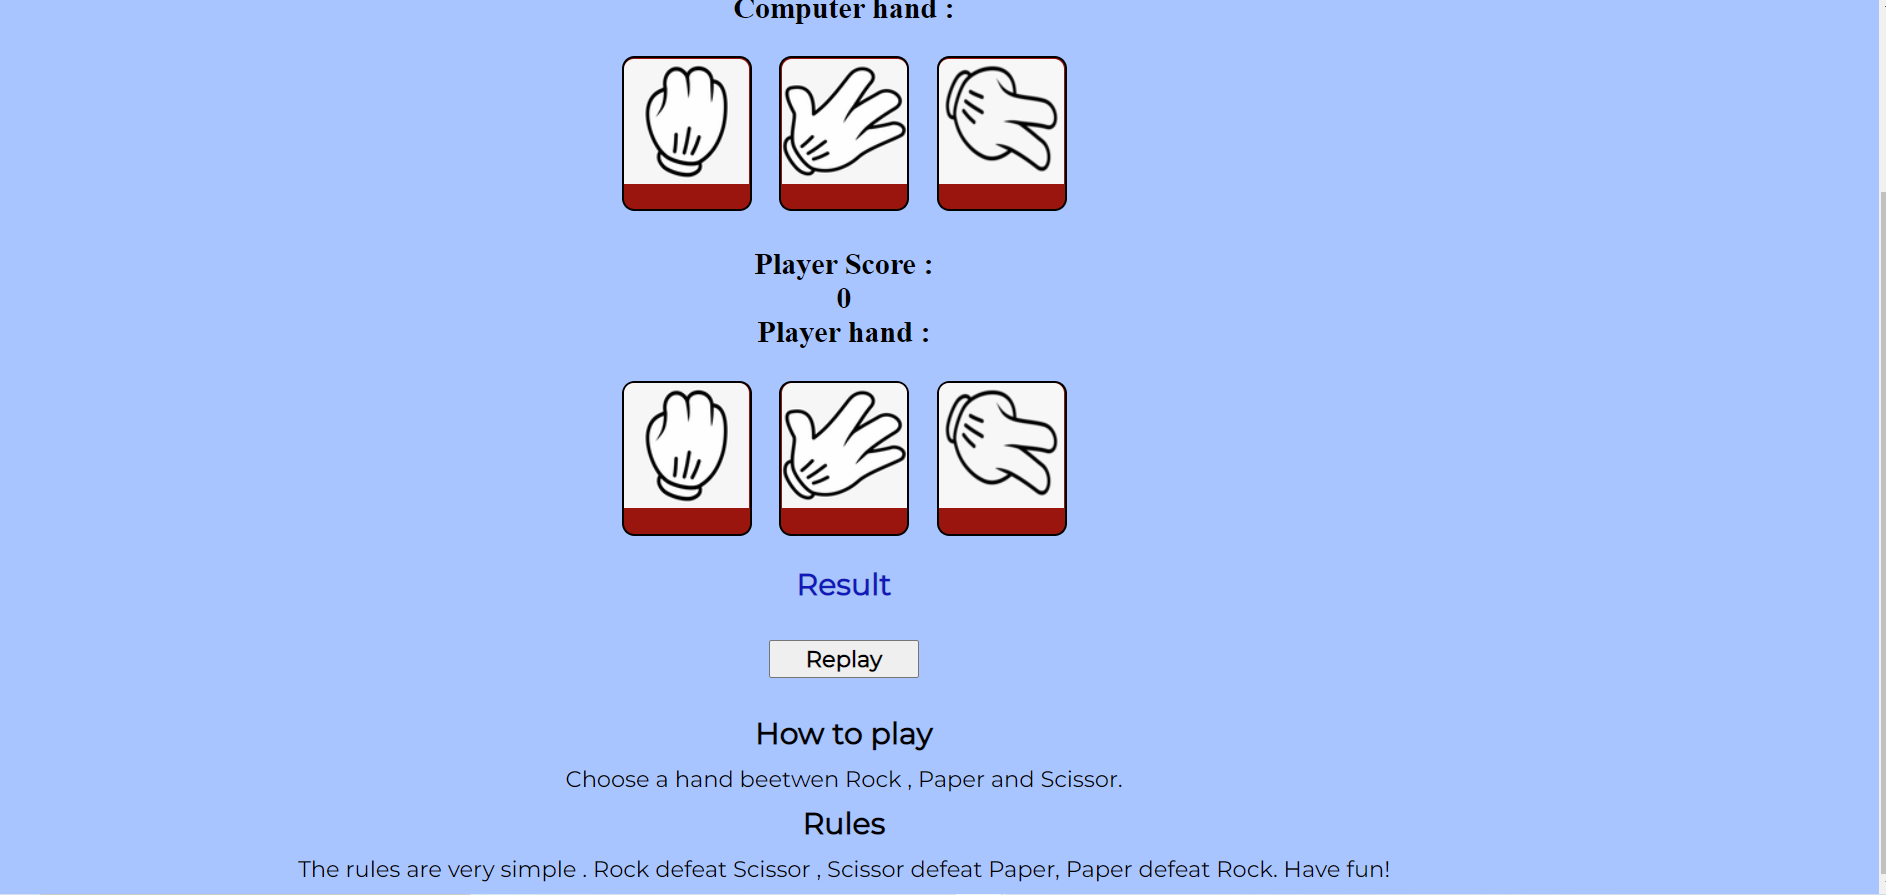 Computer hand :
Player Score :
0
Player hand :
Result
Replay
How to play
Choose a hand beetwen Rock , Paper and Scissor.
Rules
The rules are very simple . Rock defeat Scissor , Scissor defeat Paper, Paper defeat Rock. Have fun!